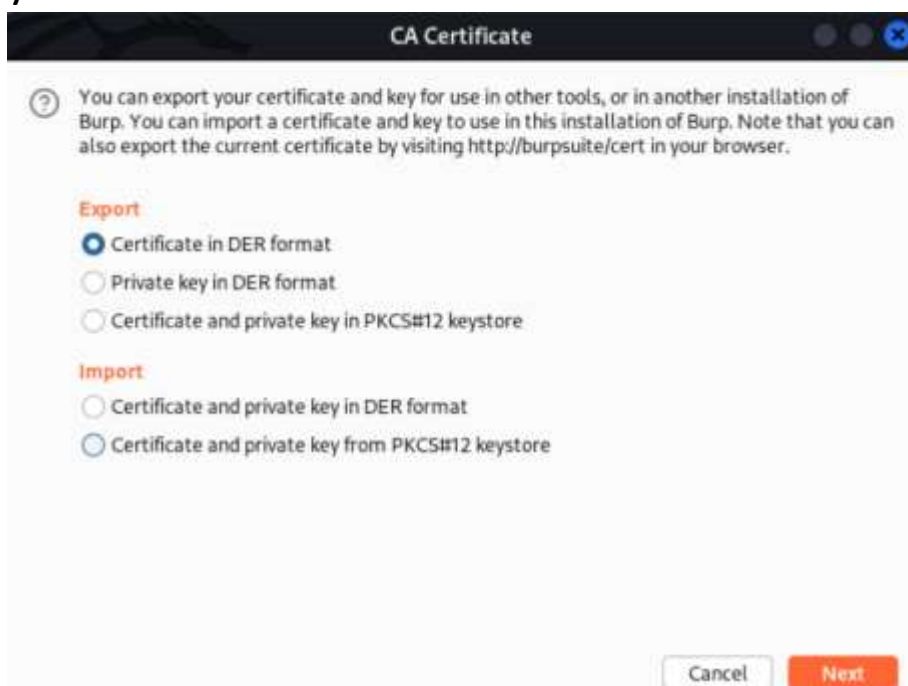 CA Certificate
You can export your certificate and key for use in other tools, or in another installation of
Burp. You can import a certificate and key to use in this installation of Burp. Note that you can
also export the current certificate by visiting http://burpsuite/cert in your browser.
Export
Certificate in DER format
Private key in DER format
Certificate and private key in PKCS#12 keystore
Import
Certificate and private key in DER format
Certificate and private key from PKCS#12 keystore
Cancel
Next